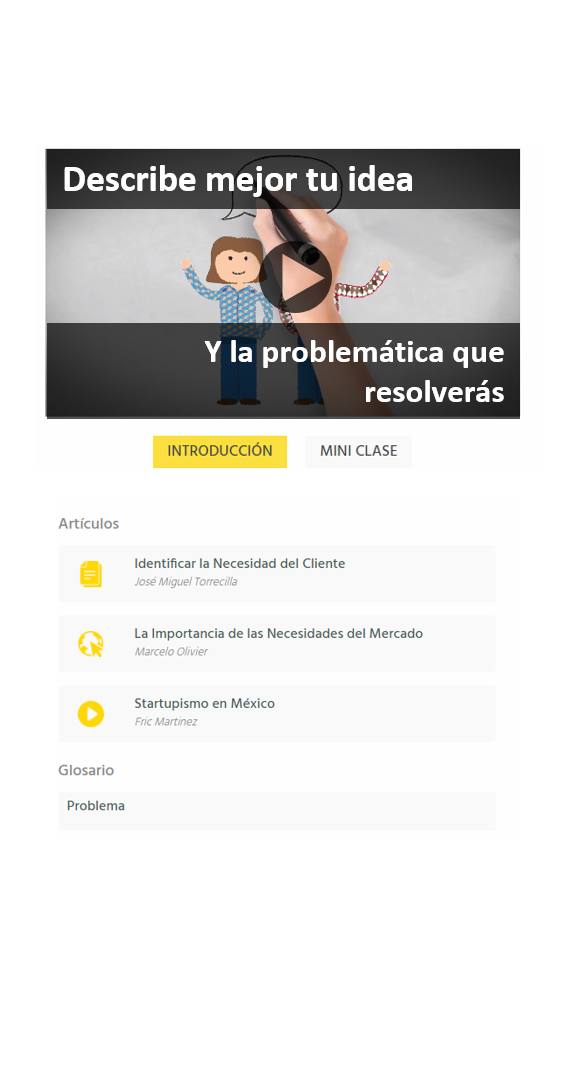 Describe mejor tu idea
Y la problemática que
resolverás
INTRODUCCIÓN
MINI CLASE
Artículos
Identificar la Necesidad del Cliente
José Miguel Torrecilla
La Importancia de las Necesidades del Mercado
Marcelo Olivier
Startupismo en México
Fric Martinez
Glosario
Problema